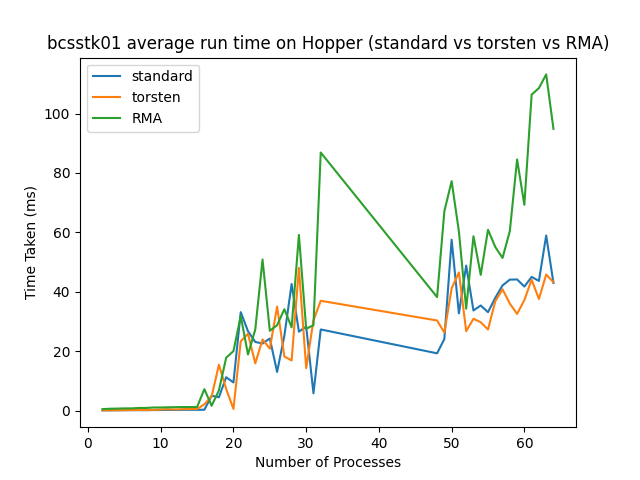 bcsstk01 average run time on Hopper (standard vs torsten vs RMA)
standard
torsten
RMA
100
80
60
40
20
0
Time Taken (ms)
0 10 20 30 40 50 60
Number of Processes